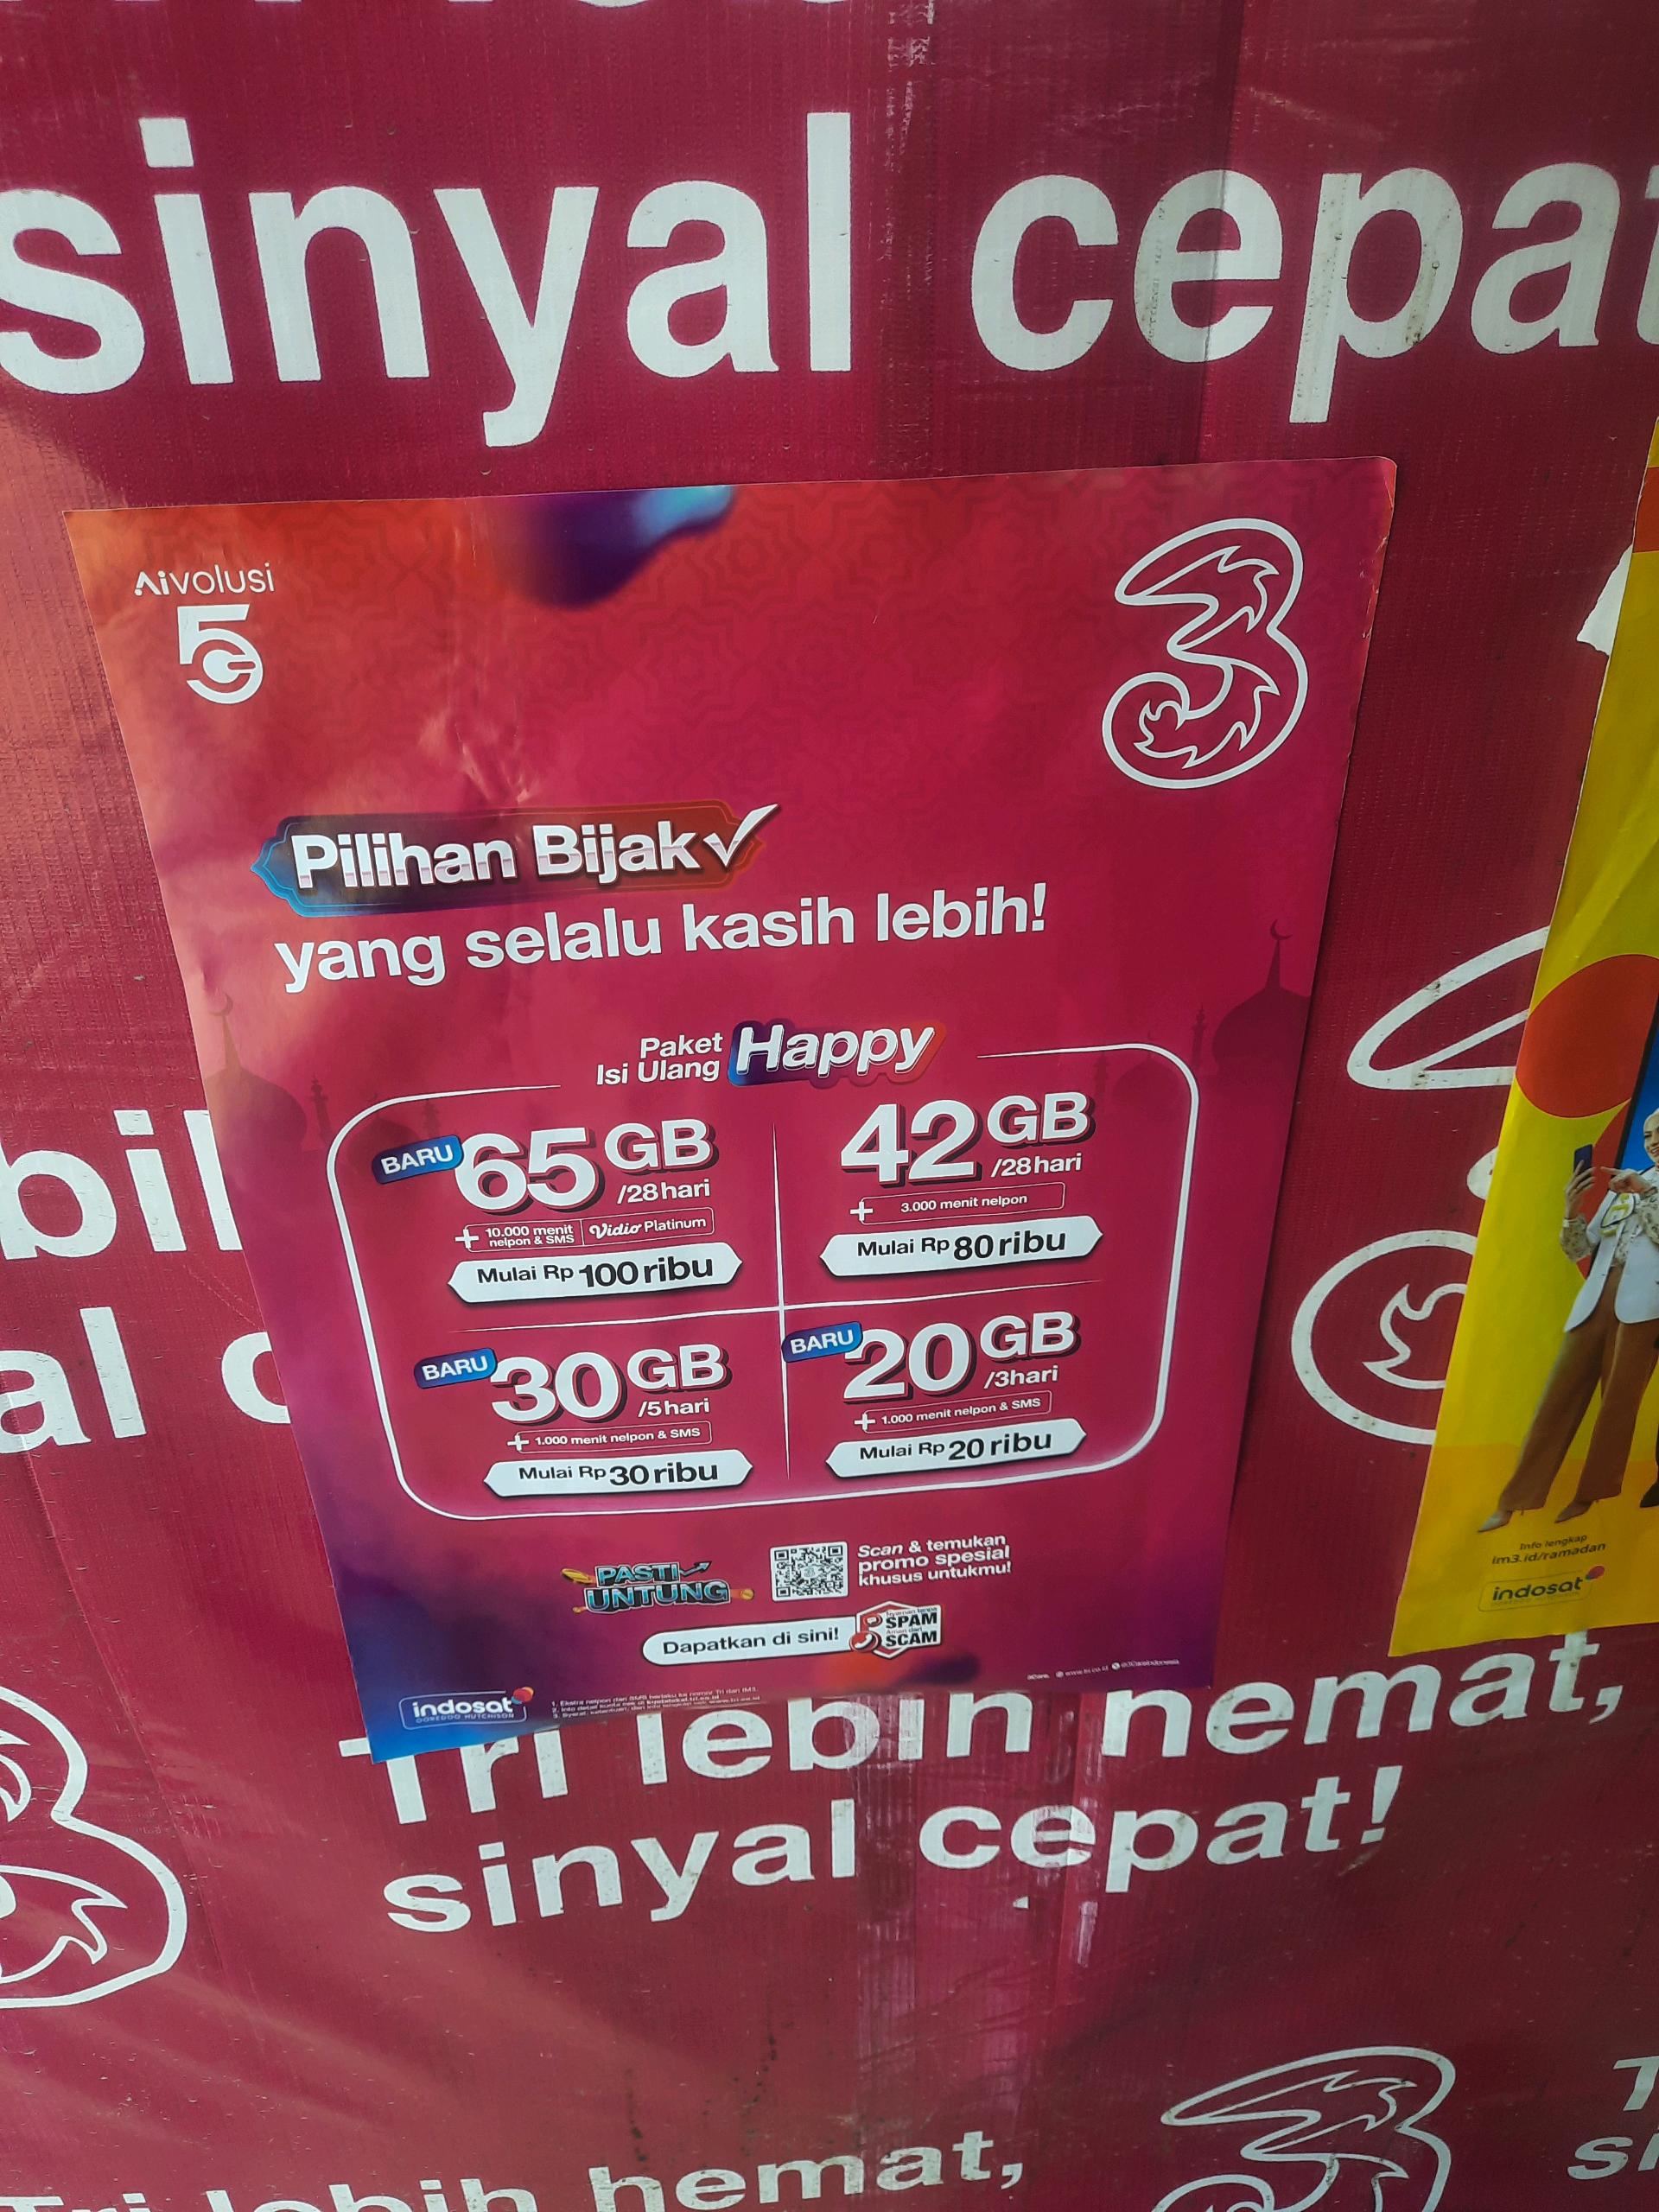 sinyal cepat
Aivolusi
5G
3
Pilihan Bijak
yang selalu kasih lebih!
Paket
Isi Ulang
Happy
BARU
65 GB
/28hari
+ 10.000 menit
nelpon & SMS
Vidio Platinum
Mulai Rp 100 ribu
42 GB
/28hari
+ 3.000 menit nelpon
Mulai Rp 80 ribu
BARU
30 GB
/5hari
+ 1.000 menit nelpon & SMS
Mulai Rp 30 ribu
BARU
20 GB
/3hari
+ 1.000 menit nelpon & SMS
Mulai Rp 20 ribu
PASTI
UNTUNG
Scan & temukan
promo spesial
khusus untukmu!
Dapatkan di sini!
SPAM
SCAM
indosat
OOREDOO HUTCHISON
bil
al c
Info lengkap
im3.id/ramadan
indosat
Tri lebih hemat,
sinyal cepat!
Tri lebih hemat,
T
si